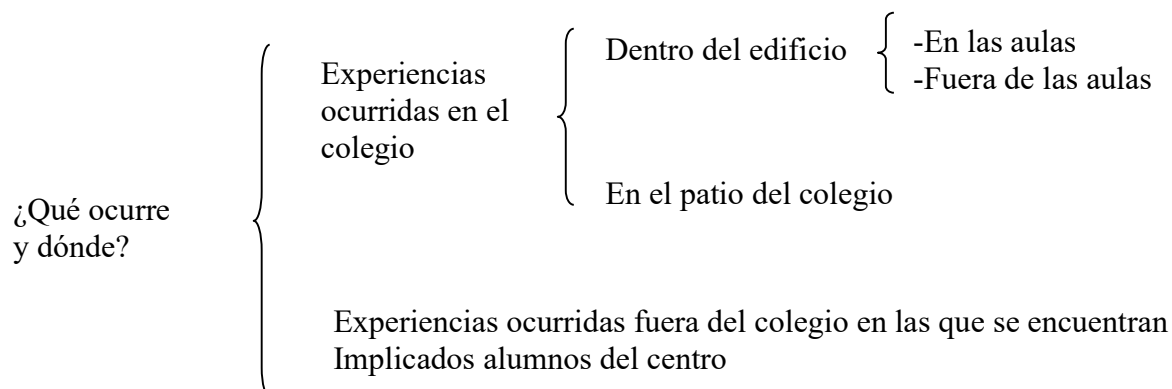 ¿Qué ocurre
y dónde?
Experiencias
ocurridas en el
colegio
Dentro del edificio
-En las aulas
-Fuera de las aulas
En el patio del colegio
Experiencias ocurridas fuera del colegio en las que se encuentran
Implicados alumnos del centro